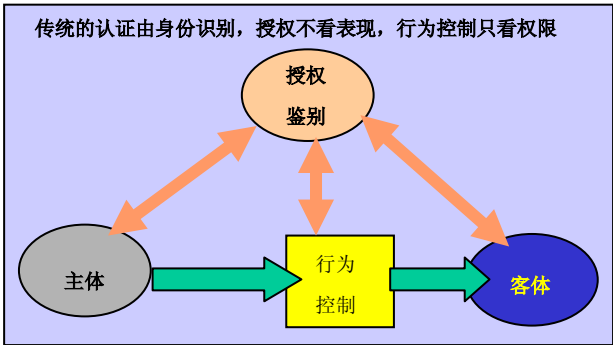 传统的认证由身份识别，授权不看表现，行为控制只看权限
授权
鉴别
主体
行为
控制
客体